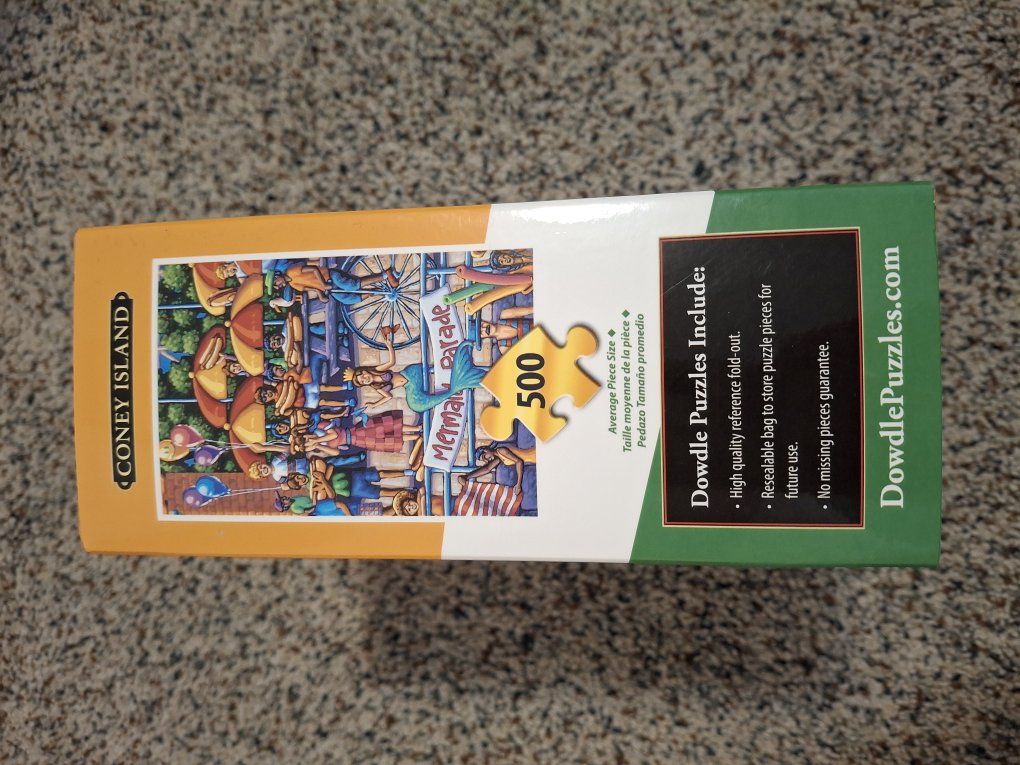 CONEY ISLAND
Mermaid Parade
500
Average Piece Size ◆
Taille moyenne de la pièce ◆
Pedazo Tamaño promedio
Dowdle Puzzles Include:
• High quality reference fold-out.
• Resealable bag to store puzzle pieces for
future use.
• No missing pieces guarantee.
DowdlePuzzles.com